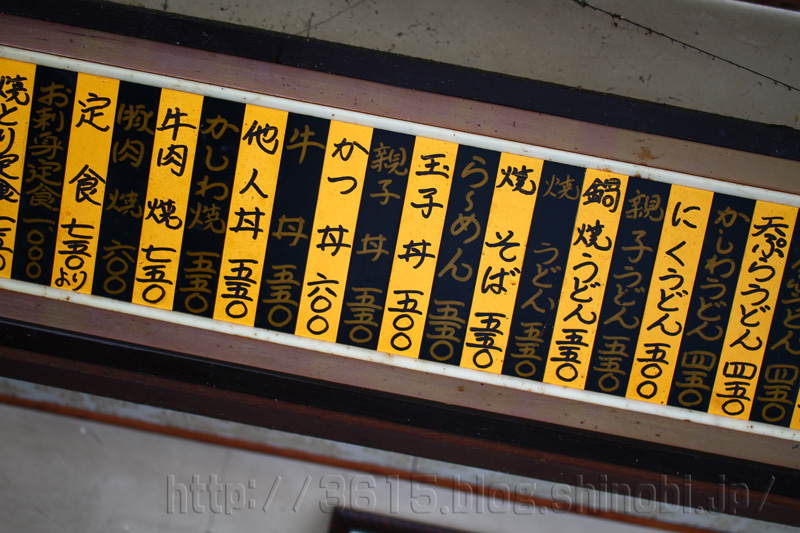 うどん 四五〇
天ぷらうどん 四五〇
かしわうどん 四五〇
にくうどん 五〇〇
親子うどん 五〇〇
鍋焼うどん 五五〇
焼うどん 五五〇
焼そば 五五〇
らーめん 五五〇
玉子丼 五〇〇
親子丼 五五〇
かつ丼 六〇〇
牛丼 五五〇
他人丼 五五〇
かしわ焼 五五〇
牛肉焼 七五〇
豚肉焼 六〇〇
定食 七五〇より
お刺身定食 一、〇〇〇
焼とり定食
http://3615.blog.shinobi.jp/